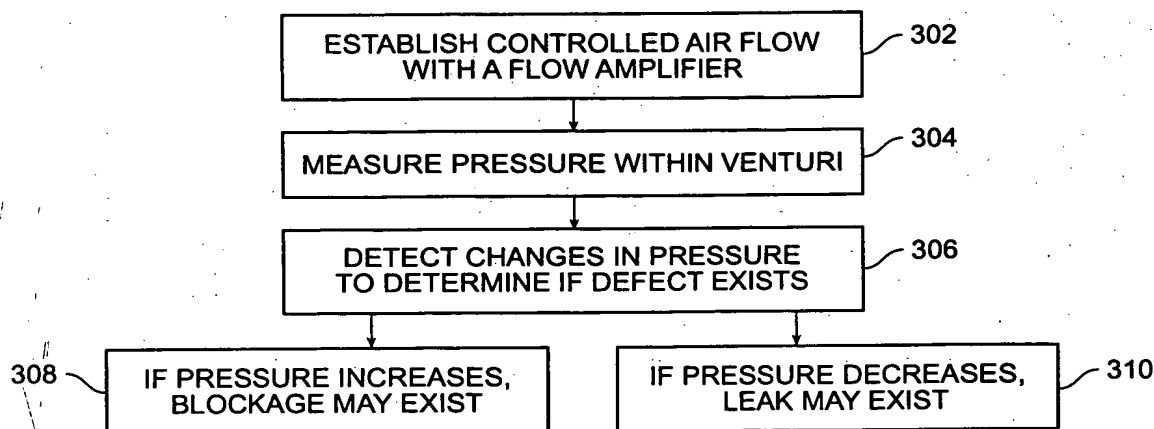 ESTABLISH CONTROLLED AIR FLOW
WITH A FLOW AMPLIFIER
302
MEASURE PRESSURE WITHIN VENTURI
304
DETECT CHANGES IN PRESSURE
TO DETERMINE IF DEFECT EXISTS
306
308
IF PRESSURE INCREASES,
BLOCKAGE MAY EXIST
IF PRESSURE DECREASES,
LEAK MAY EXIST
310